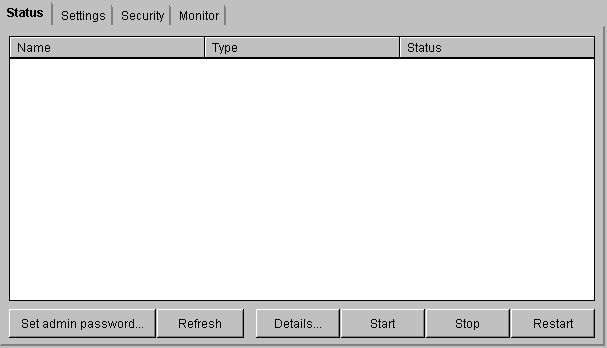 Status Settings Security Monitor
Name Type Status
Set admin password... Refresh Details... Start Stop Restart